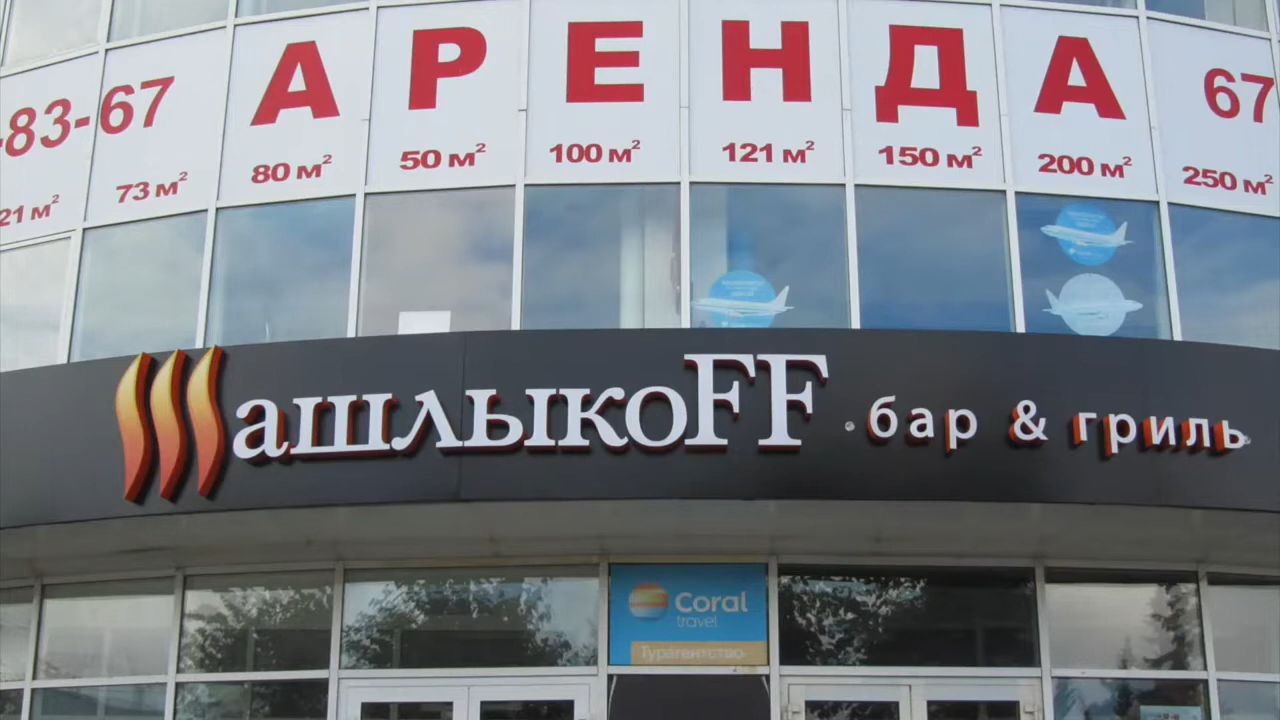 АРЕНДА
-83-67
67
21 м²
73 м²
80 м²
50 м²
100 м²
121 м²
150 м²
200 м²
250 м²
ШашлыкоFF · бар & гриль
Coral
travel
Турагентство